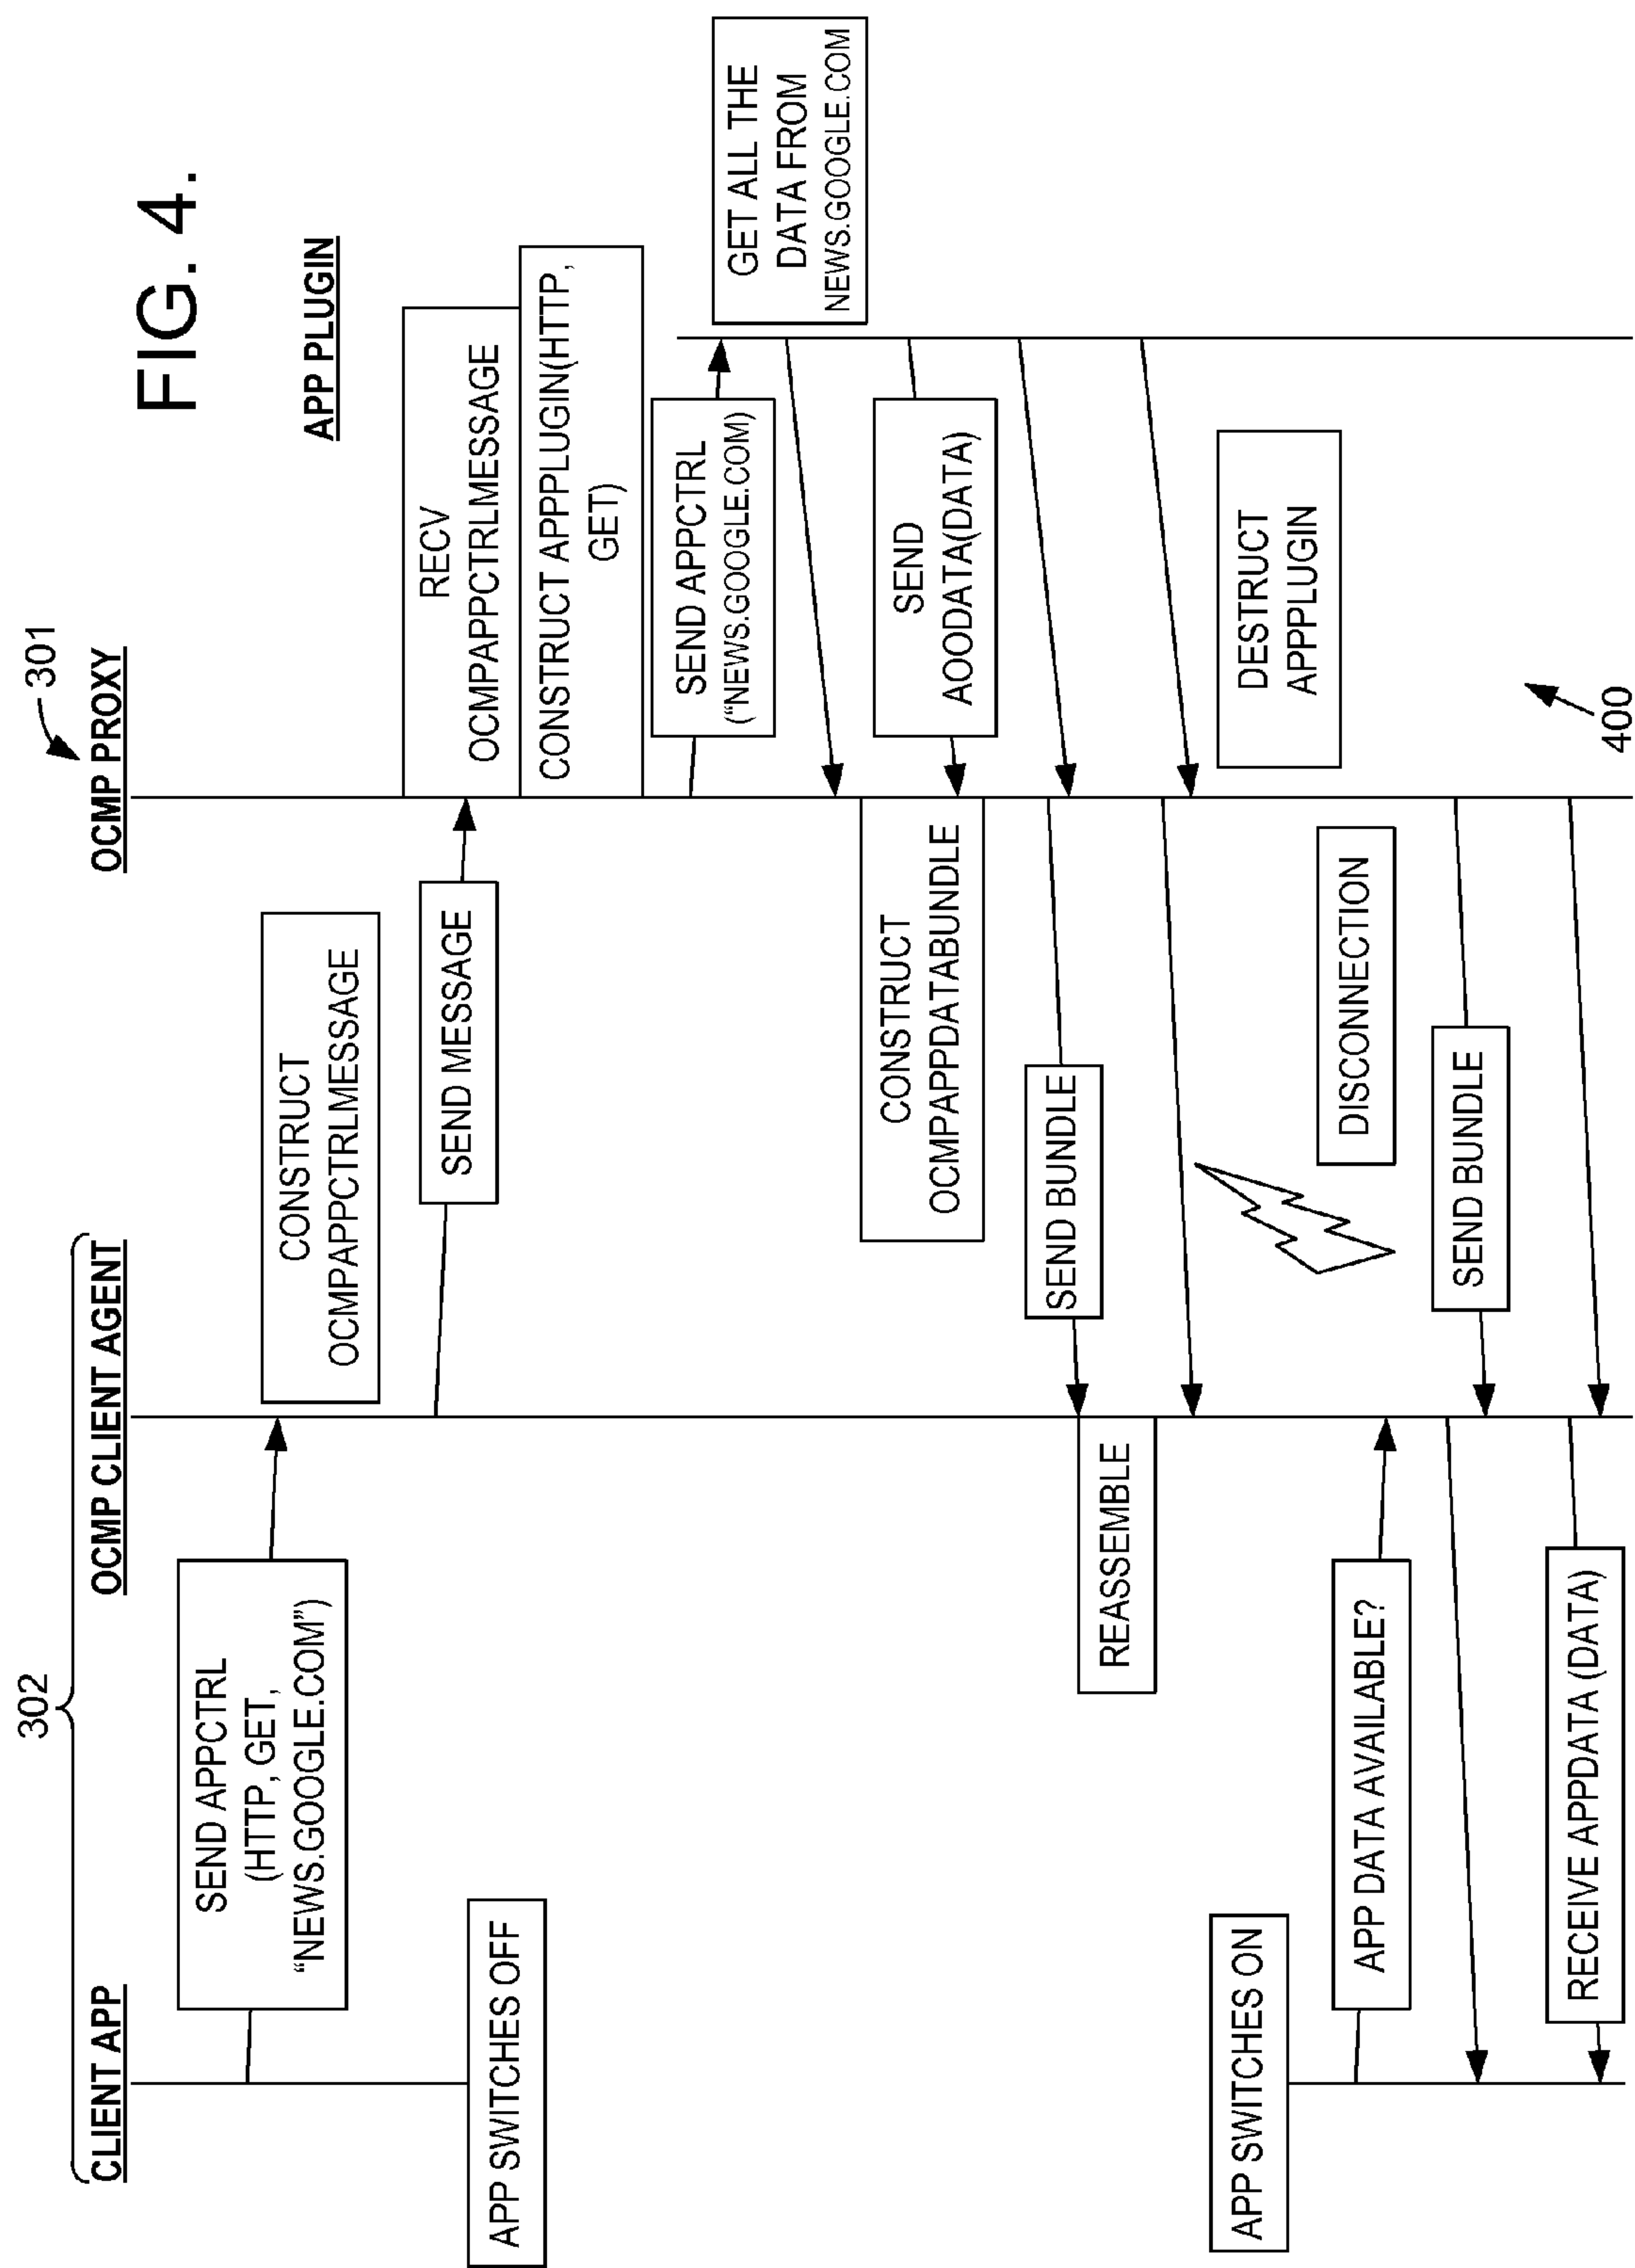 FIG. 4.
302
301
CLIENT APP
OCMP CLIENT AGENT
OCMP PROXY
APP PLUGIN
SEND APPCTRL
(HTTP, GET,
“NEWS.GOOGLE.COM”)
CONSTRUCT
OCMPAPPCTRLMESSAGE
SEND MESSAGE
APP SWITCHES OFF
RECV
OCMPAPPCTRLMESSAGE
CONSTRUCT APPPLUGIN(HTTP,
GET)
SEND APPCTRL
(“NEWS.GOOGLE.COM)
GET ALL THE
DATA FROM
NEWS.GOOGLE.COM
SEND
AOODATA(DATA)
CONSTRUCT
OCMPAPPDATABUNDLE
SEND BUNDLE
REASSEMBLE
DESTRUCT
APPPLUGIN
APP SWITCHES ON
DISCONNECTION
APP DATA AVAILABLE?
SEND BUNDLE
RECEIVE APPDATA (DATA)
400